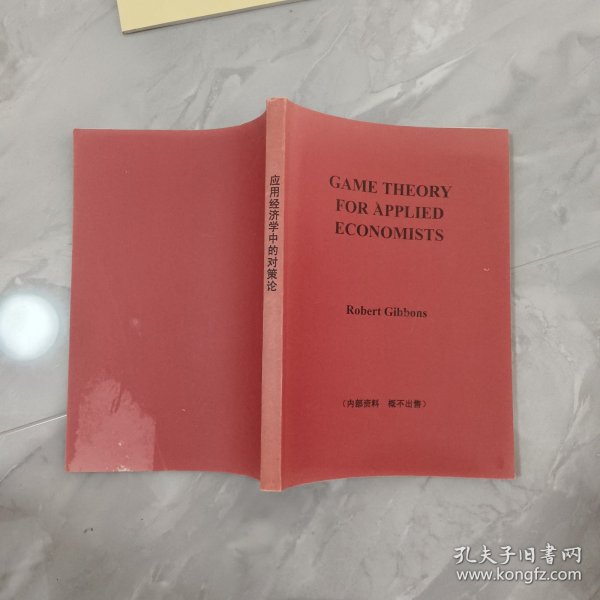 应用经济学中的对策论
GAME THEORY
FOR APPLIED
ECONOMISTS
Robert Gibbons
（内部资料　概不出售）
孔夫子旧书网
www.kongfz.com